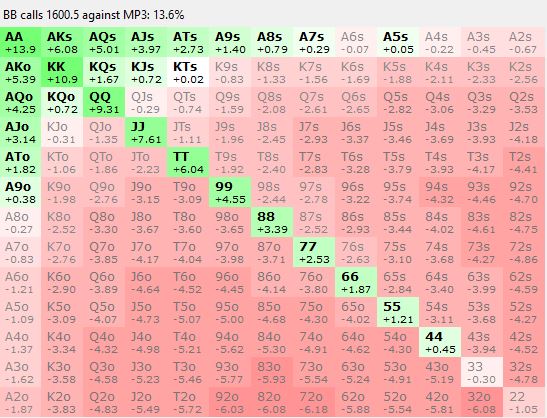 BB calls 1600.5 against MP3: 13.6%
AA AKs AQs AJs ATs A9s A8s A7s A6s A5s A4s A3s A2s
+13.9 +6.08 +5.01 +3.97 +2.73 +1.40 +0.79 +0.29 -0.07 +0.05 -0.22 -0.45 -0.67
AKo KK KQs KJs KTs K9s K8s K7s K6s K5s K4s K3s K2s
+5.39 +10.9 +1.67 +0.72 +0.02 -0.83 -1.33 -1.56 -1.69 -1.88 -2.11 -2.33 -2.56
AQo KQo QQ QJs QTs Q9s Q8s Q7s Q6s Q5s Q4s Q3s Q2s
+4.25 +0.72 +9.31 -0.29 -0.74 -1.59 -2.08 -2.61 -2.65 -2.82 -3.06 -3.29 -3.53
AJo KJo QJo JJ JTs J9s J8s J7s J6s J5s J4s J3s J2s
+3.14 -0.31 -1.35 +7.61 -1.11 -1.96 -2.45 -2.93 -3.37 -3.46 -3.69 -3.93 -4.18
ATo KTo QTo JTo TT T9s T8s T7s T6s T5s T4s T3s T2s
+1.82 -1.06 -1.86 -2.23 +6.04 -1.92 -2.40 -2.83 -3.28 -3.79 -3.93 -4.17 -4.41
A9o K9o Q9o J9o T9o 99 98s 97s 96s 95s 94s 93s 92s
+0.38 -1.98 -2.76 -3.15 -3.09 +4.55 -2.44 -2.78 -3.22 -3.74 -4.32 -4.46 -4.70
A8o K8o Q8o J8o T8o 98o 88 87s 86s 85s 84s 83s 82s
-0.27 -2.52 -3.30 -3.67 -3.60 -3.65 +3.39 -2.52 -2.93 -3.44 -4.02 -4.61 -4.75
A7o K7o Q7o J7o T7o 97o 87o 77 76s 75s 74s 73s 72s
-0.83 -2.76 -3.85 -4.17 -4.04 -3.98 -3.71 +2.53 -2.63 -3.10 -3.68 -4.27 -4.86
A6o K6o Q6o J6o T6o 96o 86o 76o 66 65s 64s 63s 62s
-1.21 -2.90 -3.89 -4.64 -4.52 -4.45 -4.14 -3.80 +1.87 -2.84 -3.40 -3.99 -4.59
A5o K5o Q5o J5o T5o 95o 85o 75o 65o 55 54s 53s 52s
-1.09 -3.09 -4.07 -4.73 -5.07 -5.00 -4.68 -4.30 -4.02 +1.21 -3.11 -3.68 -4.27
A4o K4o Q4o J4o T4o 94o 84o 74o 64o 54o 44 43s 42s
-1.37 -3.34 -4.32 -4.98 -5.21 -5.62 -5.30 -4.91 -4.62 -4.30 +0.45 -3.94 -4.52
A3o K3o Q3o J3o T3o 93o 83o 73o 63o 53o 43o 33 32s
-1.62 -3.58 -4.58 -5.23 -5.46 -5.77 -5.93 -5.54 -5.24 -4.91 -5.19 -0.30 -4.78
A2o K2o Q2o J2o T2o 92o 82o 72o 62o 52o 42o 32o 22
-1.87 -3.83 -4.83 -5.49 -5.72 -6.03 -6.08 -6.18 -5.88 -5.54 -5.82 -6.08 -1.05